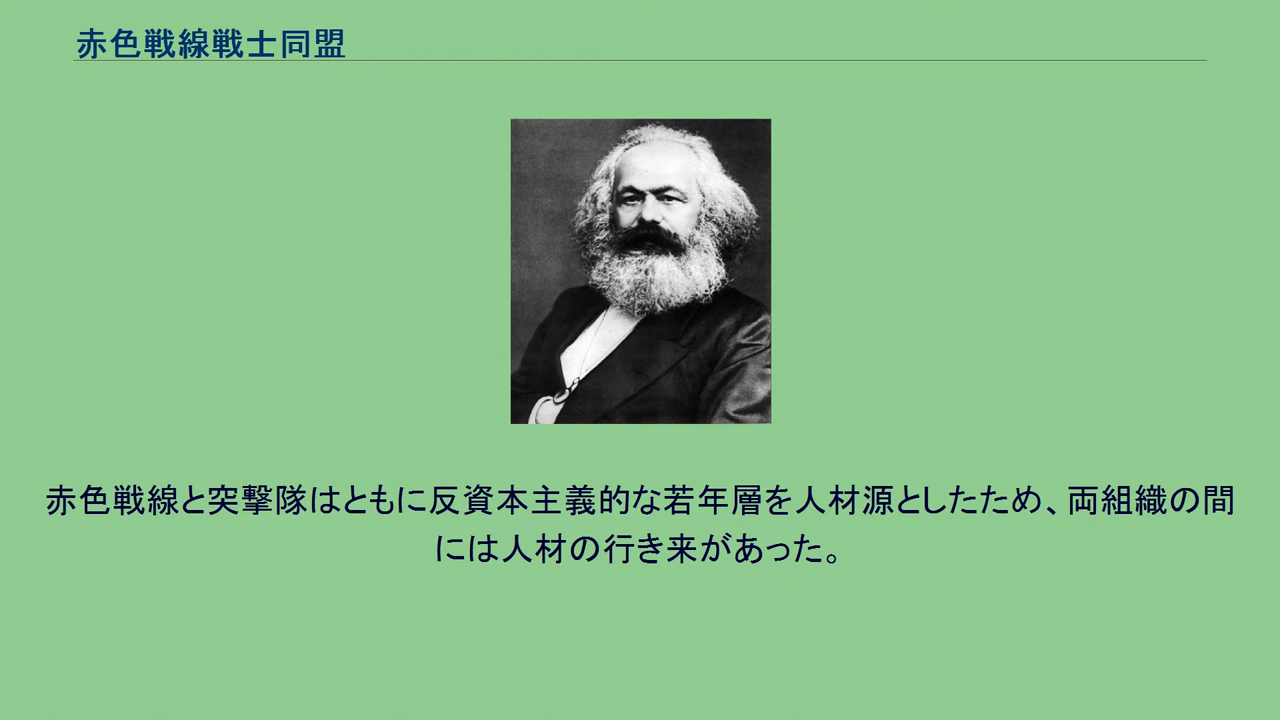 赤色戦線戦士同盟
赤色戦線と突撃隊はともに反資本主義的な若年層を人材源としたため、両組織の間
には人材の行き来があった。